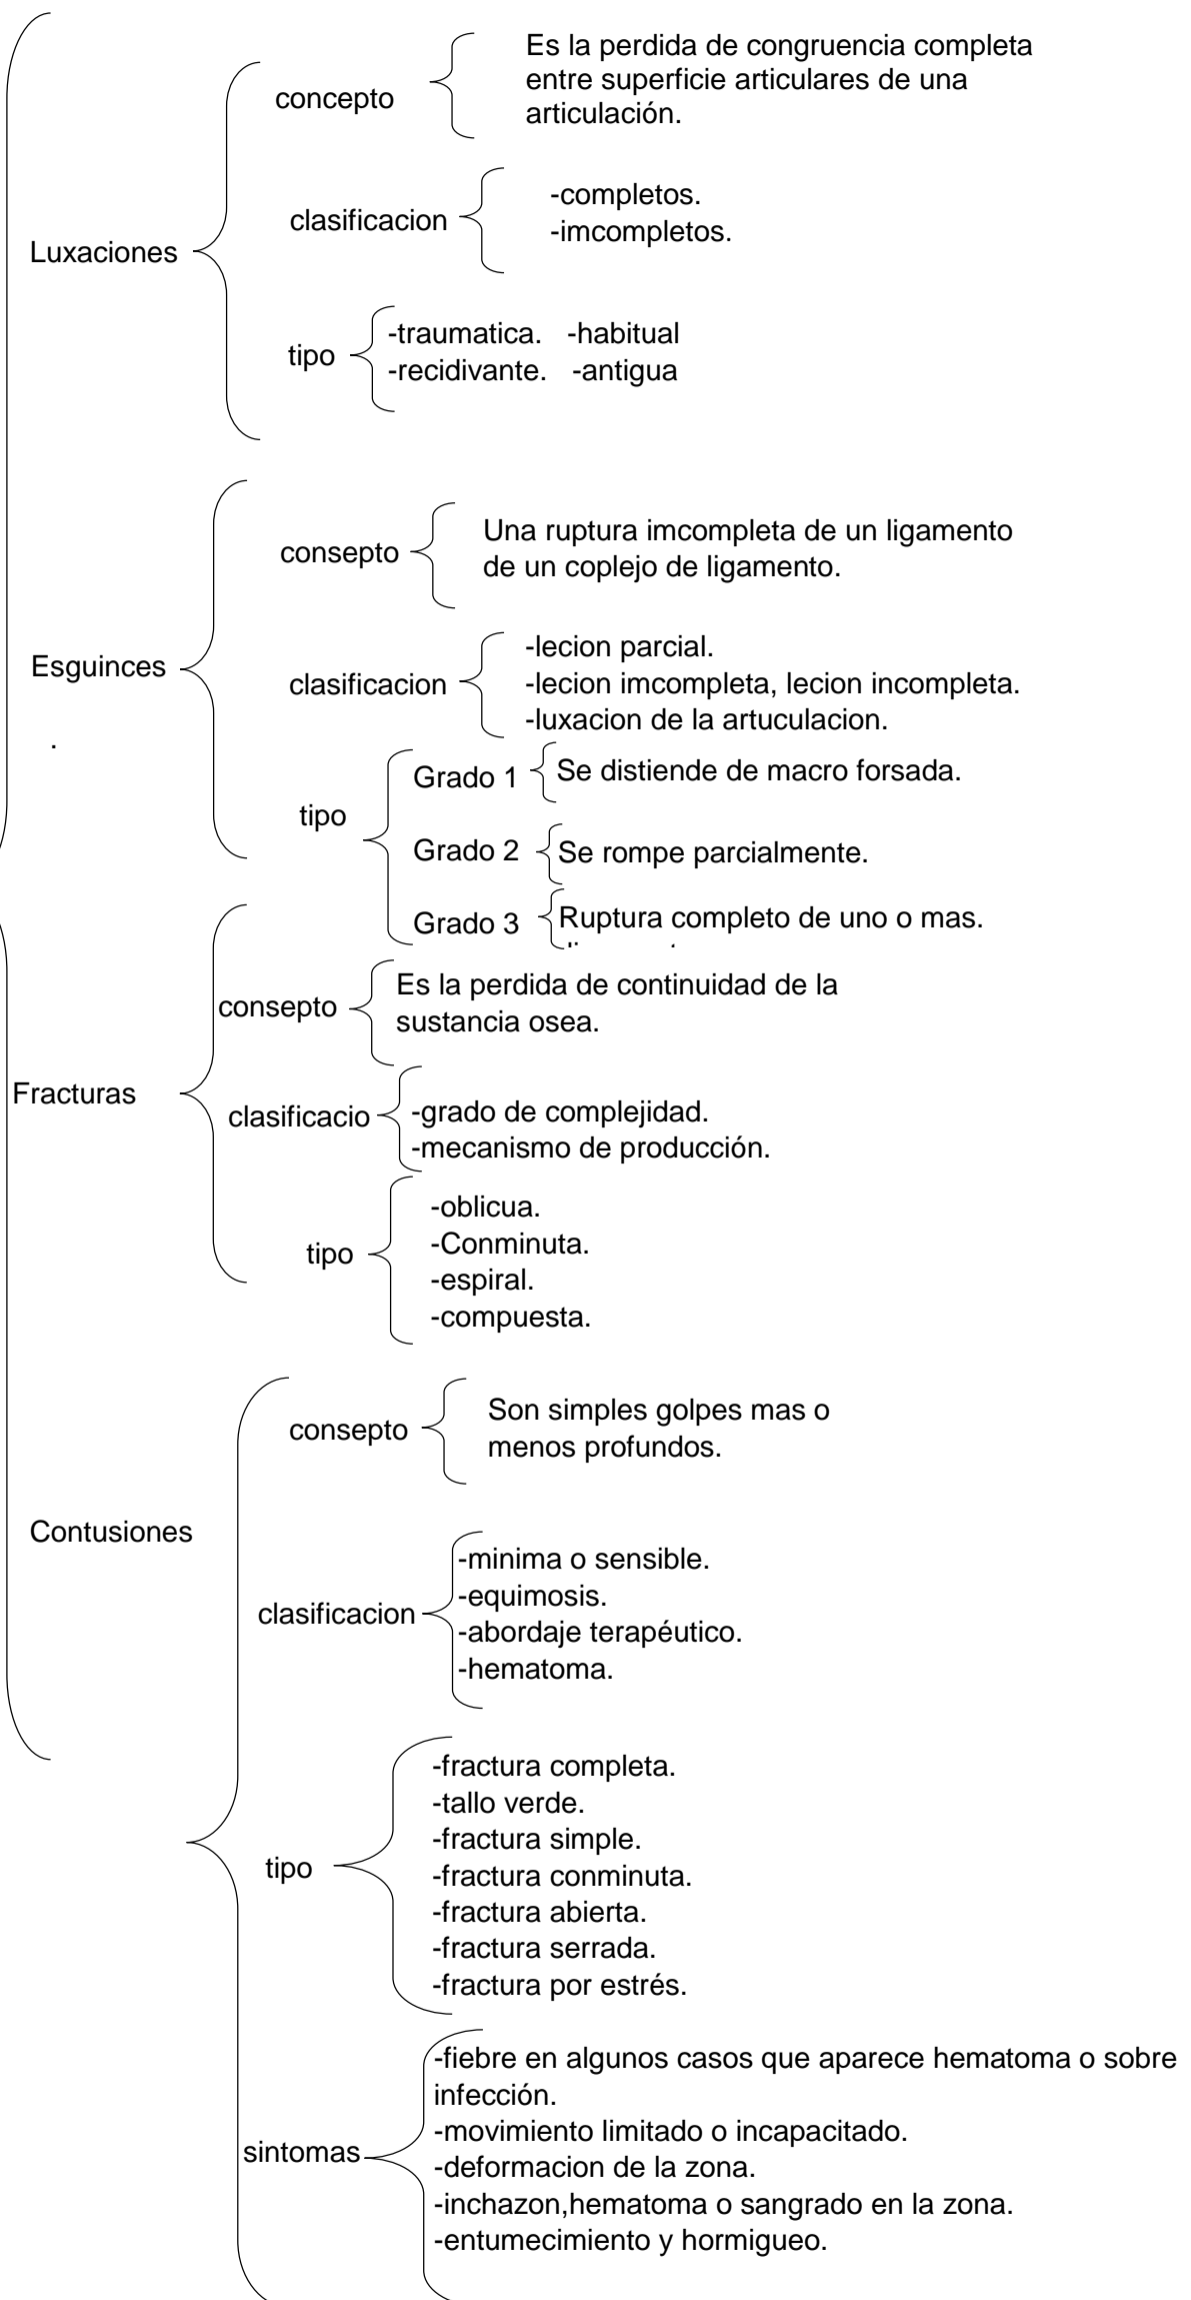 Luxaciones
concepto
Es la perdida de congruencia completa
entre superficie articulares de una
articulación.
clasificacion
-completos.
-imcompletos.
tipo
-traumatica. -habitual
-recidivante. -antigua
Esguinces
.
consepto
Una ruptura imcompleta de un ligamento
de un coplejo de ligamento.
clasificacion
-lecion parcial.
-lecion imcompleta, lecion incompleta.
-luxacion de la artuculacion.
tipo
Grado 1
Se distiende de macro forsada.
Grado 2
Se rompe parcialmente.
Grado 3
Ruptura completo de uno o mas.
Fracturas
consepto
Es la perdida de continuidad de la
sustancia osea.
clasificacio
-grado de complejidad.
-mecanismo de producción.
tipo
-oblicua.
-Conminuta.
-espiral.
-compuesta.
Contusiones
consepto
Son simples golpes mas o
menos profundos.
clasificacion
-minima o sensible.
-equimosis.
-abordaje terapéutico.
-hematoma.
tipo
-fractura completa.
-tallo verde.
-fractura simple.
-fractura conminuta.
-fractura abierta.
-fractura serrada.
-fractura por estrés.
sintomas
-fiebre en algunos casos que aparece hematoma o sobre
infección.
-movimiento limitado o incapacitado.
-deformacion de la zona.
-inchazon,hematoma o sangrado en la zona.
-entumecimiento y hormigueo.